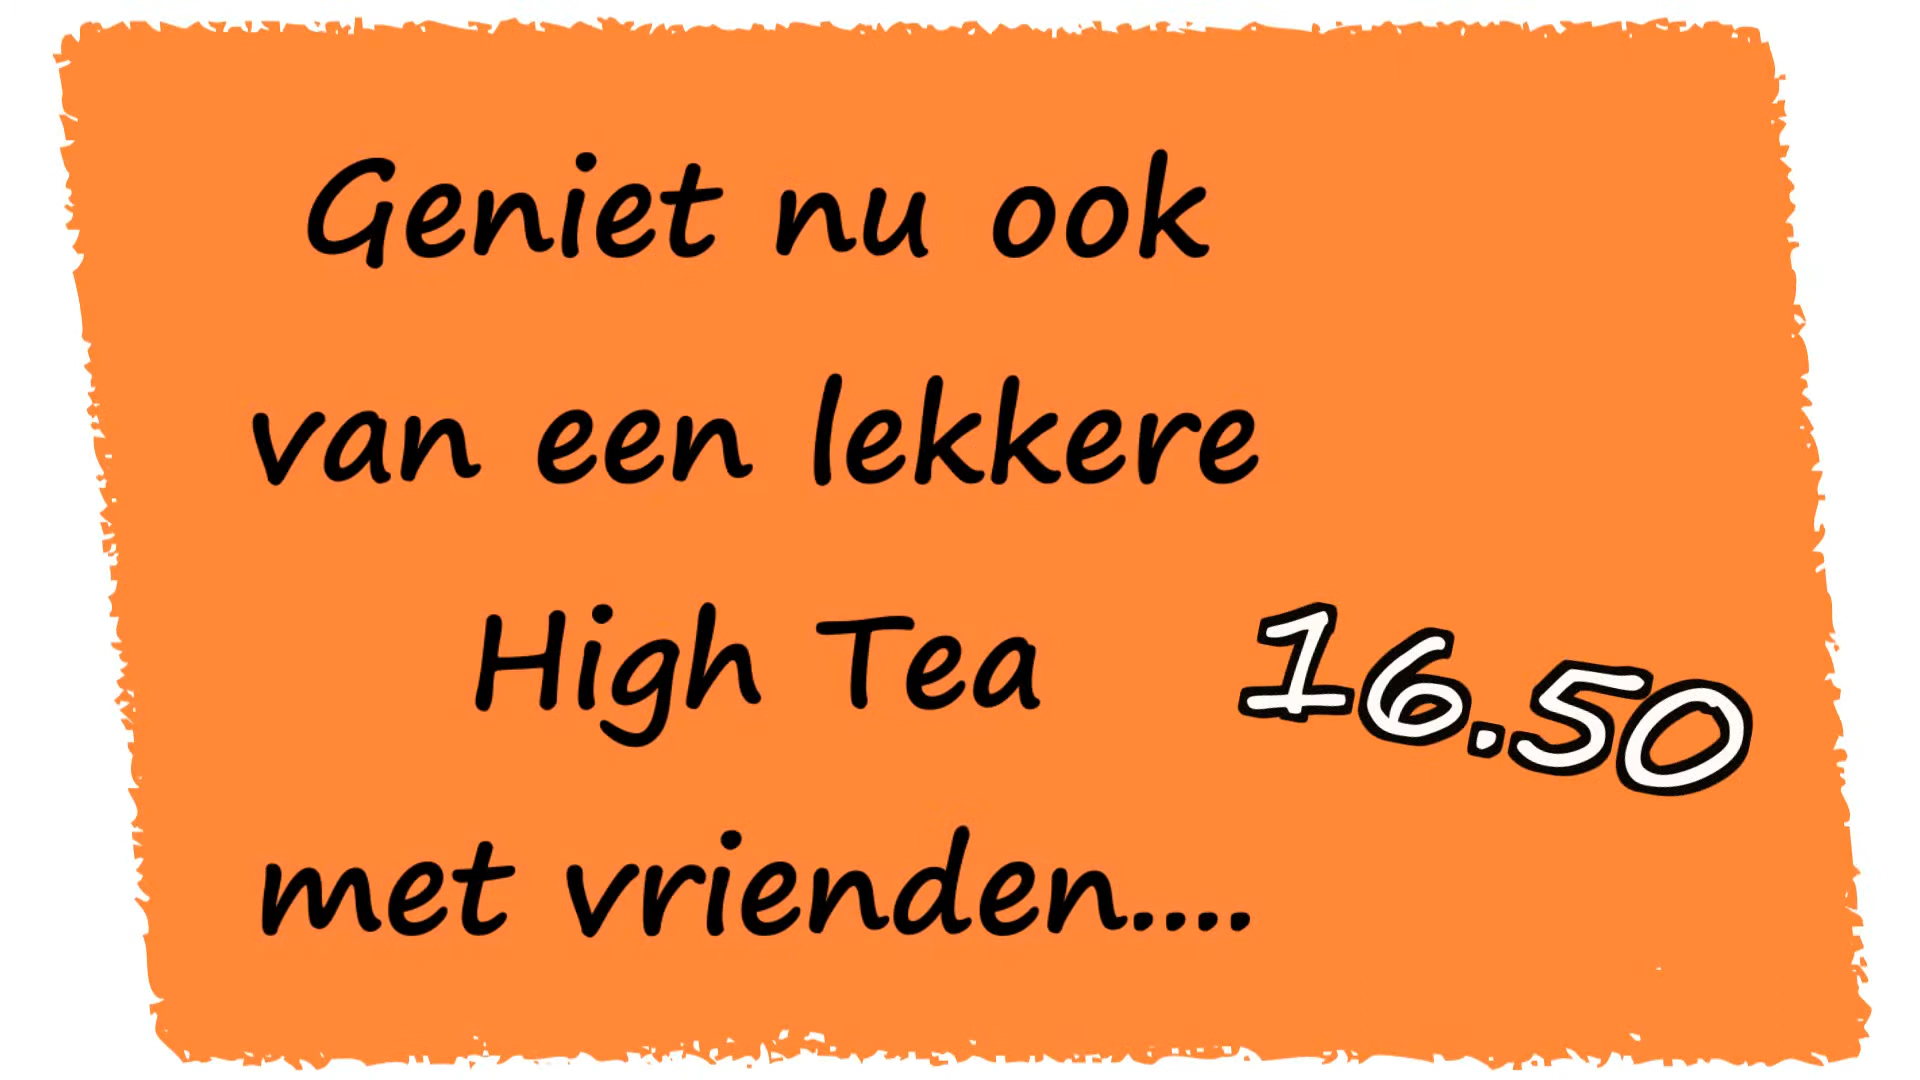 Geniet nu ook
van een lekkere
High Tea 16.50
met vrienden....